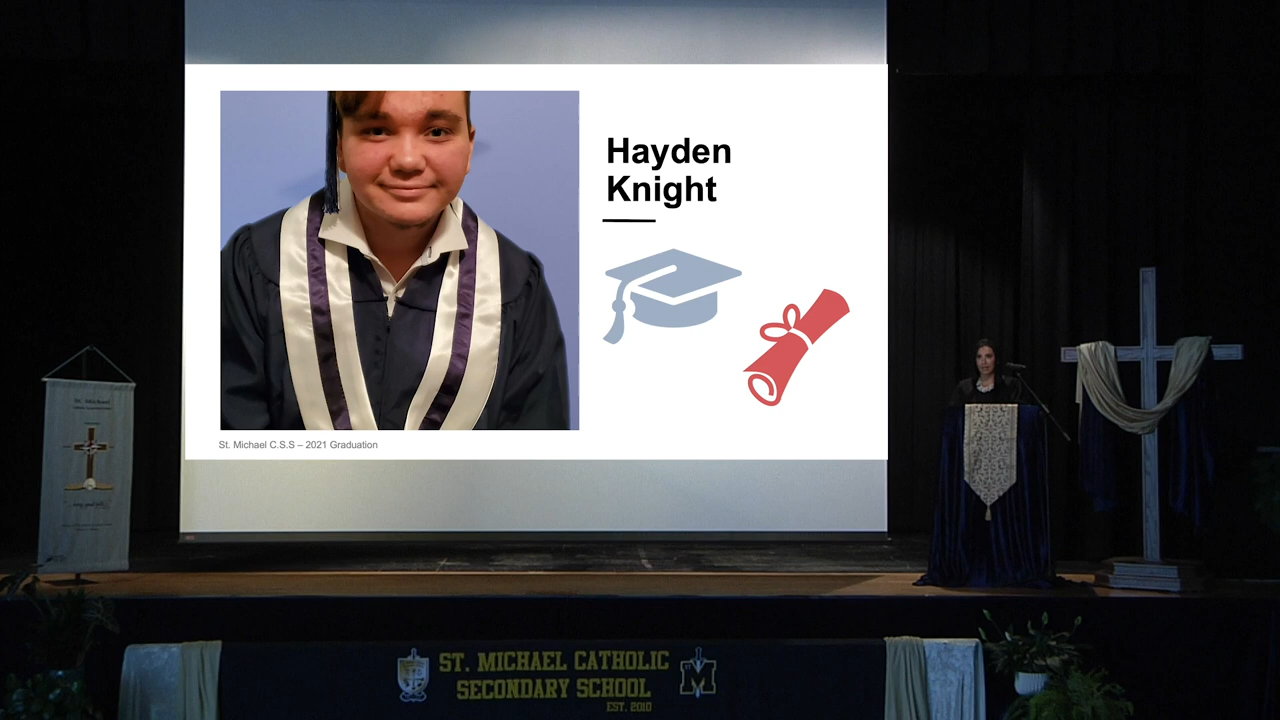 Hayden
Knight
St. Michael C.S.S – 2021 Graduation
ST. MICHAEL CATHOLIC
SECONDARY SCHOOL
EST. 2010
M